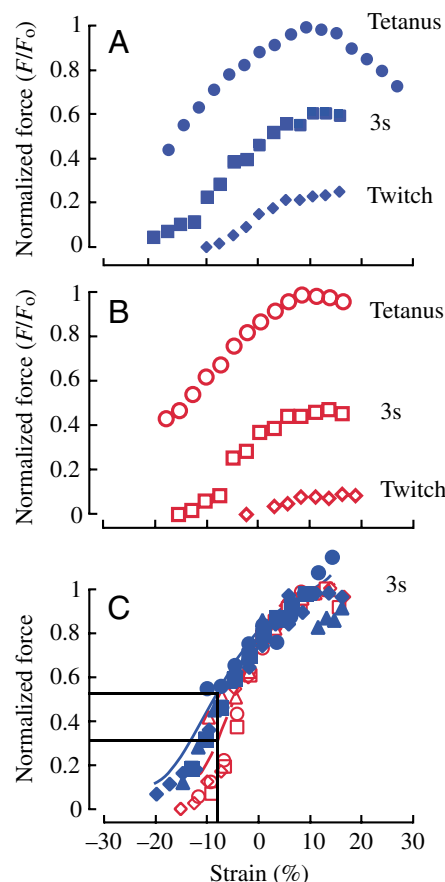 A
Tetanus
3s
Twitch
Normalized force (F/Fo)
1
0.8
0.6
0.4
0.2
0
B
Tetanus
3s
Twitch
Normalized force (F/Fo)
1
0.8
0.6
0.4
0.2
0
C
3s
Normalized force
1
0.8
0.6
0.4
0.2
0
−30 −20 −10 0 10 20 30
Strain (%)